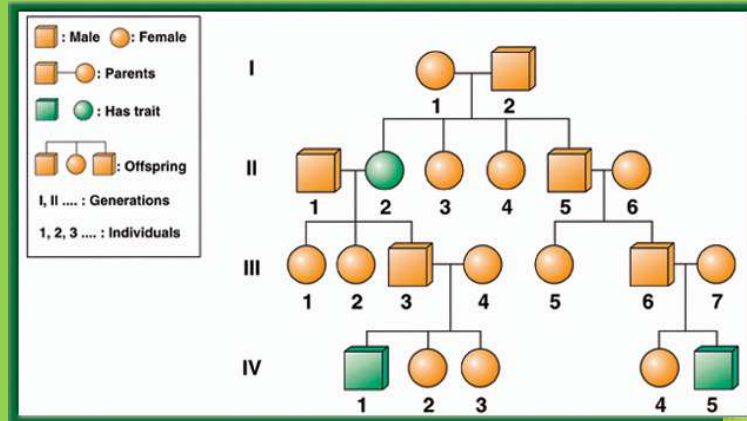 : Male : Female
: Parents
: Has trait
: Offspring
I, II .... : Generations
1, 2, 3 .... : Individuals
I
1 2
II
1 2 3 4 5 6
III
1 2 3 4 5 6 7
IV
1 2 3 4 5